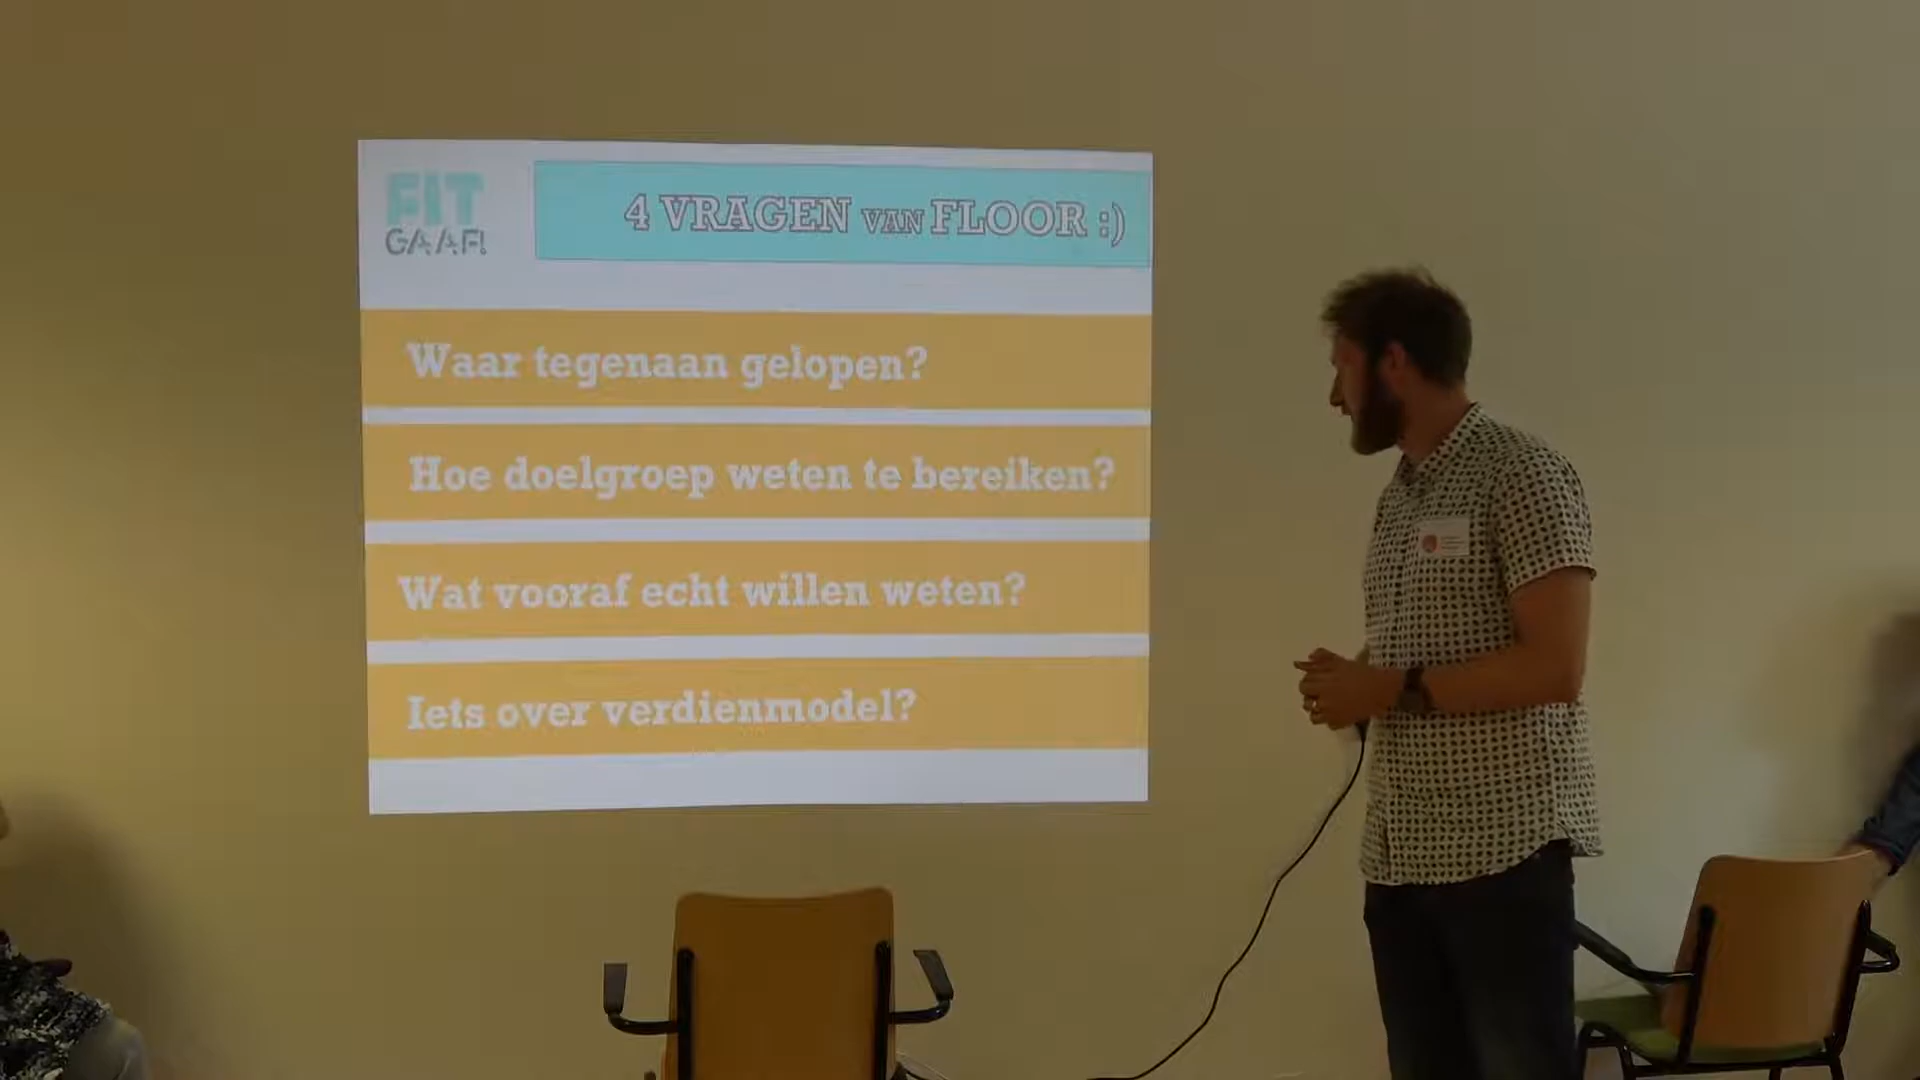 FIT
GAAF!
4 VRAGEN VAN FLOOR :)
Waar tegenaan gelopen?
Hoe doelgroep weten te bereiken?
Wat vooraf echt willen weten?
Iets over verdienmodel?